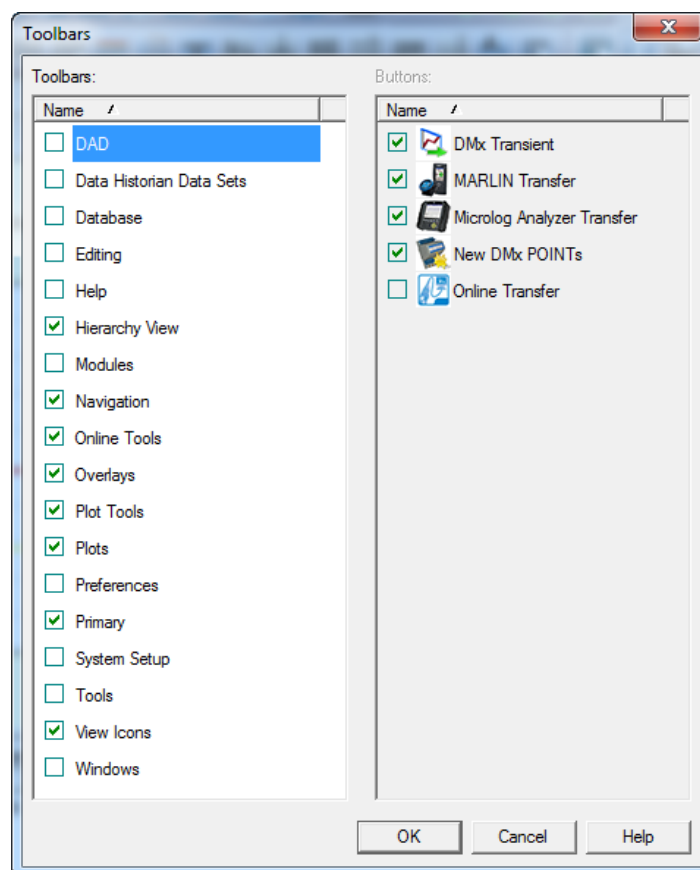 Toolbars
Toolbars:
Name
DAD
Data Historian Data Sets
Database
Editing
Help
Hierarchy View
Modules
Navigation
Online Tools
Overlays
Plot Tools
Plots
Preferences
Primary
System Setup
Tools
View Icons
Windows
Buttons:
Name
DMx Transient
MARLIN Transfer
Microlog Analyzer Transfer
New DMx POINTs
Online Transfer
OK
Cancel
Help